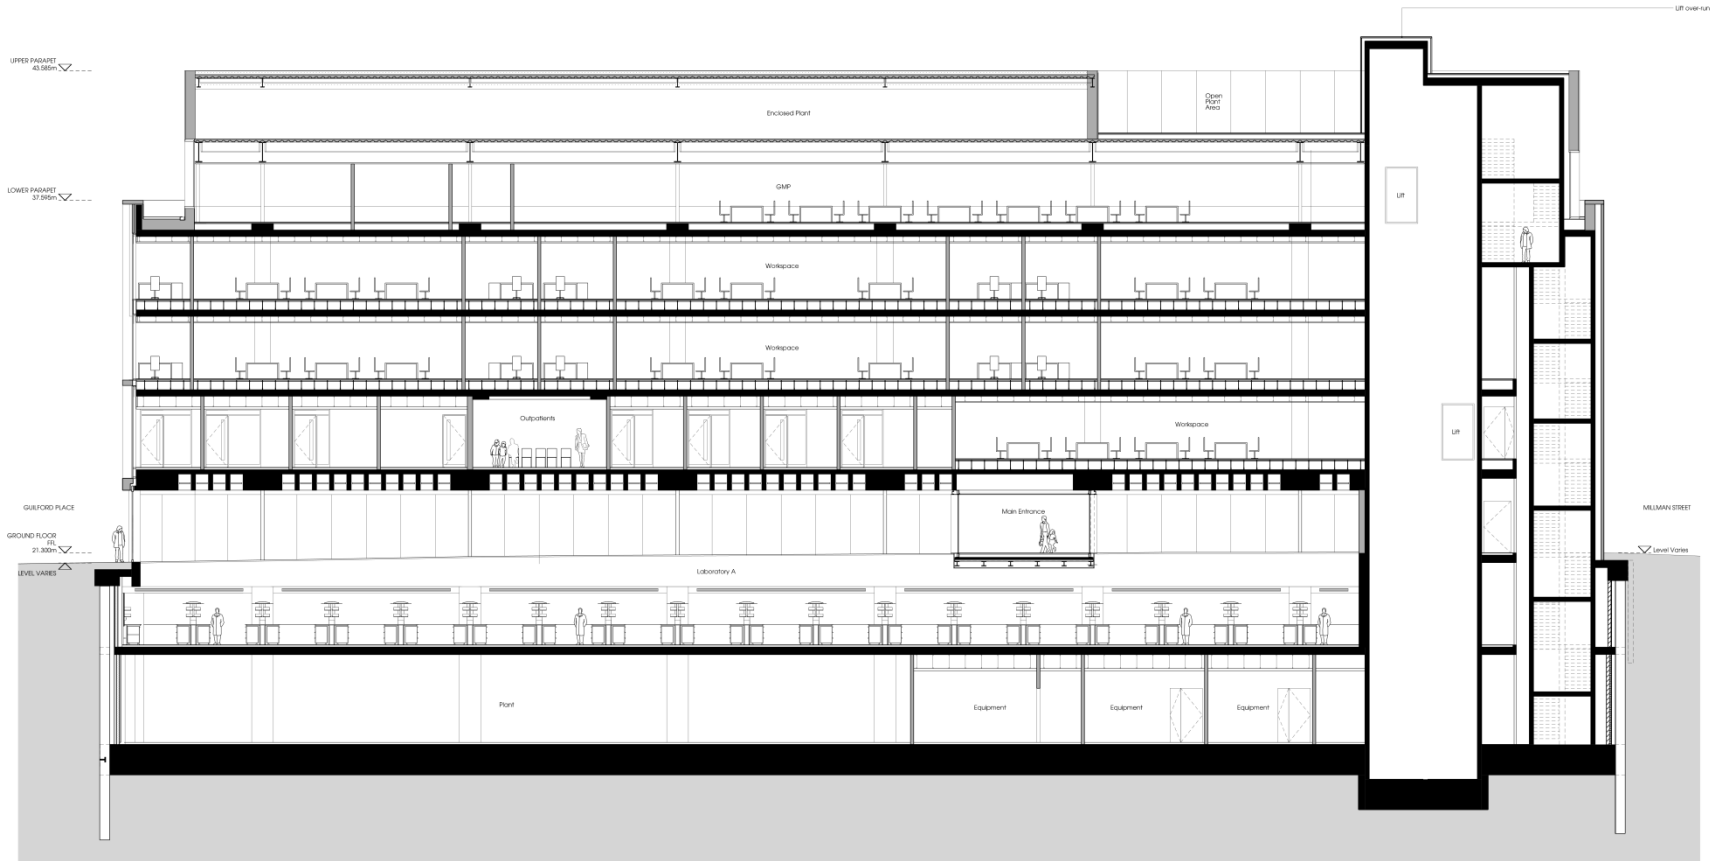 Lift over-run
UPPER PARAPET
43.585m
Open
Plant
Area
Enclosed Plant
LOWER PARAPET
37.595m
GMP
Lift
Workspace
Workspace
Outpatients
Workspace
Lift
GUILFORD PLACE
Main Entrance
MILLMAN STREET
GROUND FLOOR
FFL
21.300m
Level Varies
LEVEL VARIES
Laboratory A
Plant
Equipment
Equipment
Equipment